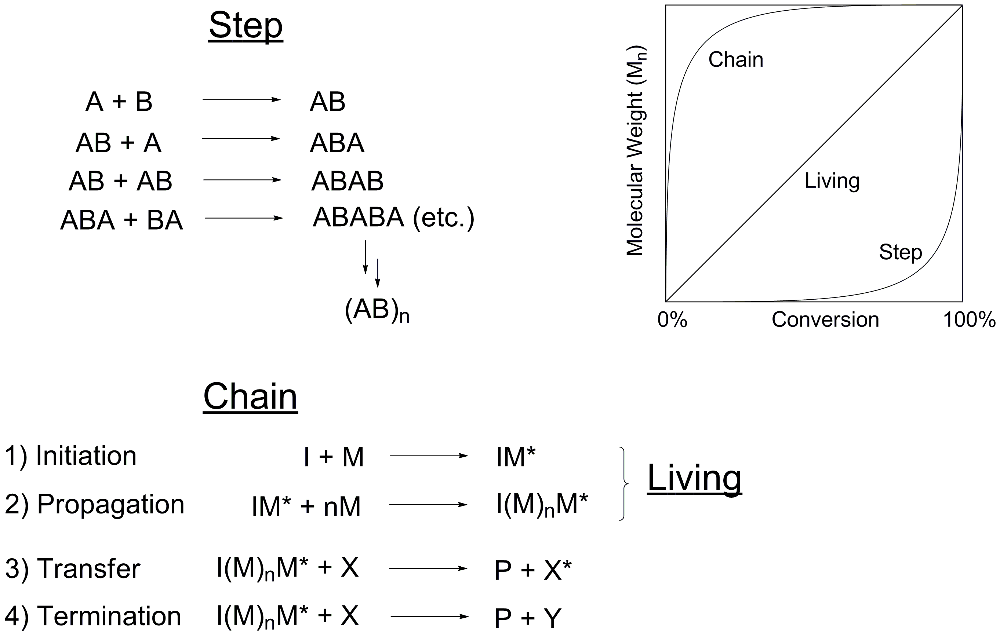 Step
A + B → AB
AB + A → ABA
AB + AB → ABAB
ABA + BA → ABABA (etc.)
(AB)n
Molecular Weight (Mn)
Chain
Living
Step
0% Conversion 100%
Chain
1) Initiation I + M → IM*
2) Propagation IM* + nM → I(M)nM*
Living
3) Transfer I(M)nM* + X → P + X*
4) Termination I(M)nM* + X → P + Y